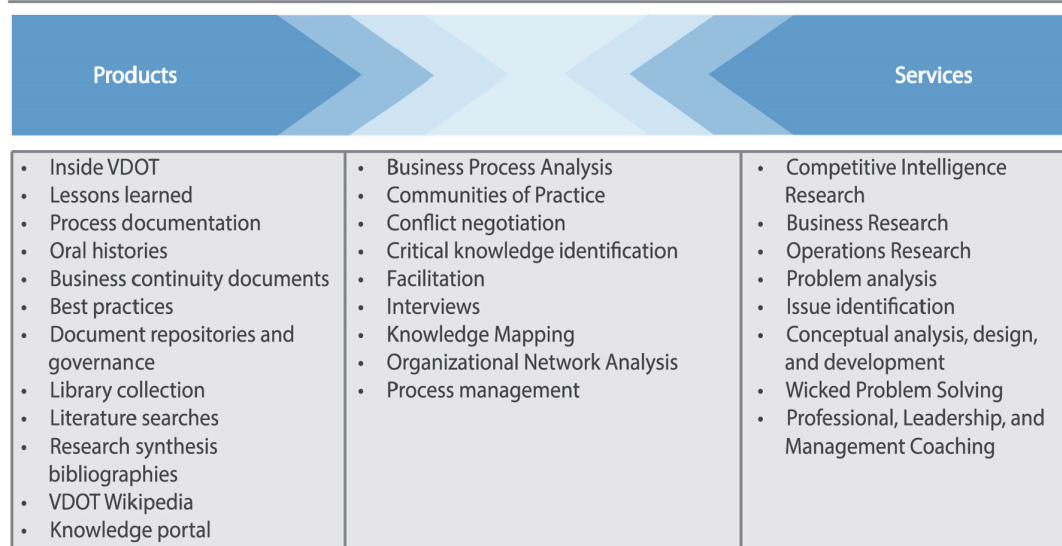 Products
Services
• Inside VDOT
• Lessons learned
• Process documentation
• Oral histories
• Business continuity documents
• Best practices
• Document repositories and
governance
• Library collection
• Literature searches
• Research synthesis
bibliographies
• VDOT Wikipedia
• Knowledge portal
• Business Process Analysis
• Communities of Practice
• Conflict negotiation
• Critical knowledge identification
• Facilitation
• Interviews
• Knowledge Mapping
• Organizational Network Analysis
• Process management
• Competitive Intelligence
Research
• Business Research
• Operations Research
• Problem analysis
• Issue identification
• Conceptual analysis, design,
and development
• Wicked Problem Solving
• Professional, Leadership, and
Management Coaching